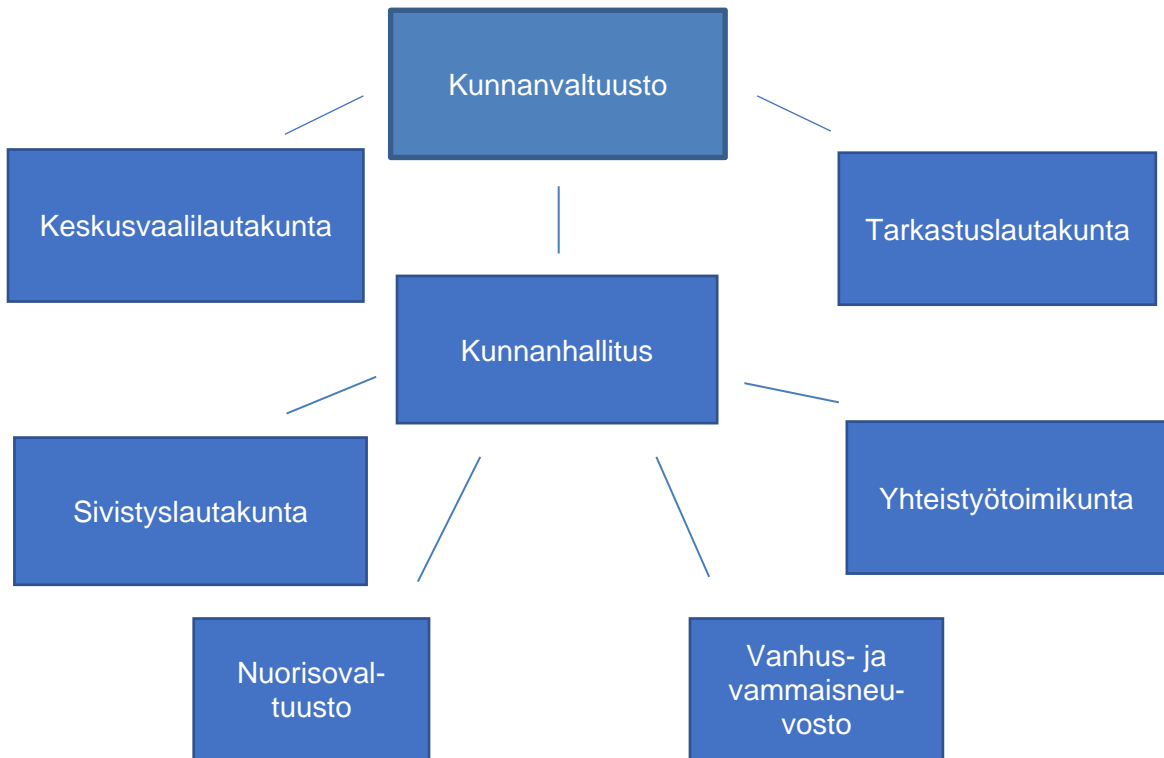 Kunnanvaltuusto
Keskusvaalilautakunta
Tarkastuslautakunta
Kunnanhallitus
Sivistyslautakunta
Yhteistyötoimikunta
Nuorisoval-
tuusto
Vanhus- ja
vammaisneu-
vosto